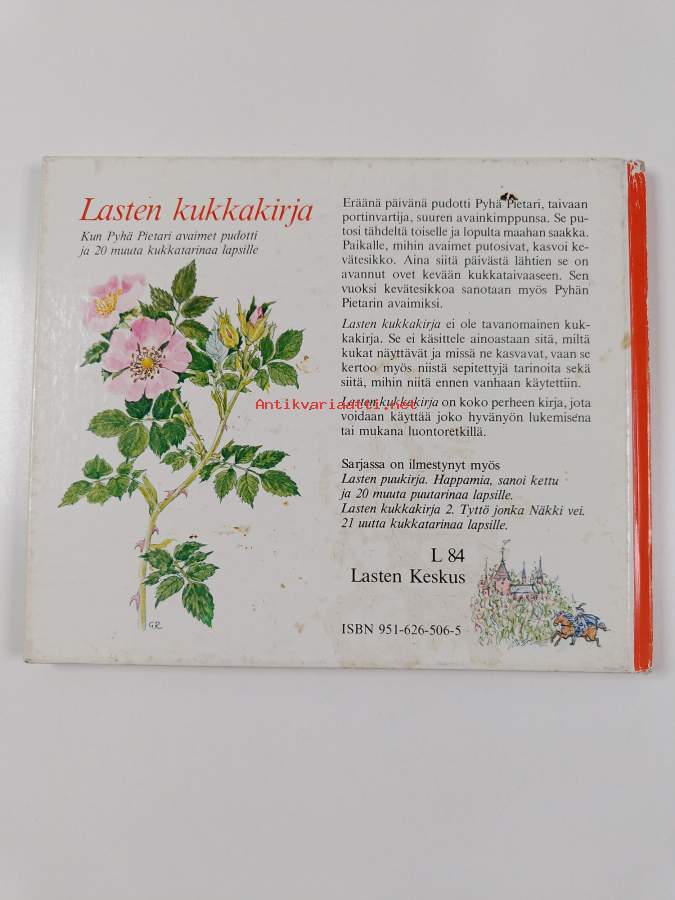 Lasten kukkakirja
Kun Pyhä Pietari avaimet pudotti
ja 20 muuta kukkatarinaa lapsille
GR
Eräänä päivänä pudotti Pyhä Pietari, taivaan
portinvartija, suuren avainkimppunsa. Se pu-
tosi tähdeltä toiselle ja lopulta maahan saakka.
Paikalle, mihin avaimet putosivat, kasvoi ke-
vätesikko. Aina siitä päivästä lähtien se on
avannut ovet kevään kukkataivaaseen. Sen
vuoksi kevätesikkoa sanotaan myös Pyhän
Pietarin avaimiksi.
Lasten kukkakirja ei ole tavanomainen kuk-
kakirja. Se ei käsittele ainoastaan sitä, miltä
kukat näyttävät ja missä ne kasvavat, vaan se
kertoo myös niistä sepitettyjä tarinoita sekä
siitä, mihin niitä ennen vanhaan käytettiin.
Lasten kukkakirja on koko perheen kirja, jota
voidaan käyttää joko hyvänyön lukemisena
tai mukana luontoretkillä.
Antikvariaatti.net
Sarjassa on ilmestynyt myös
Lasten puukirja. Happamia, sanoi kettu
ja 20 muuta puutarinaa lapsille.
Lasten kukkakirja 2. Tyttö jonka Näkki vei.
21 uutta kukkatarinaa lapsille.
L 84
Lasten Keskus
ISBN 951-626-506-5